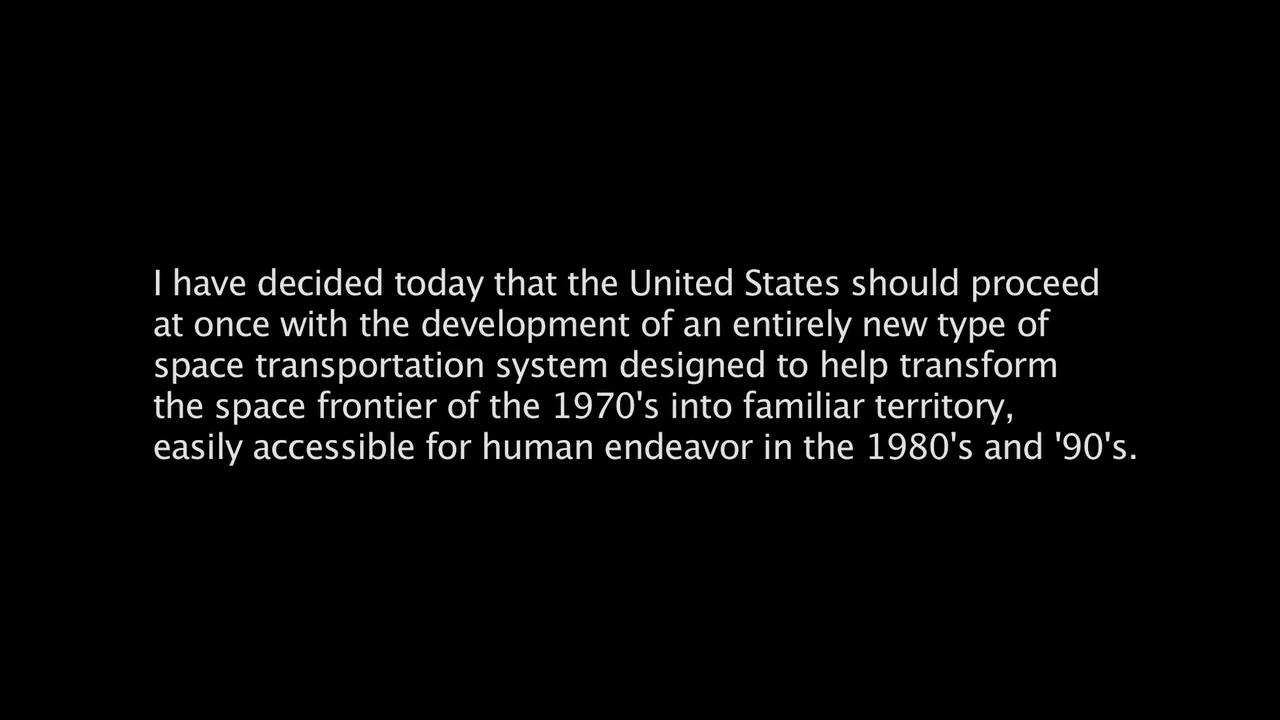 I have decided today that the United States should proceed
at once with the development of an entirely new type of
space transportation system designed to help transform
the space frontier of the 1970's into familiar territory,
easily accessible for human endeavor in the 1980's and '90's.